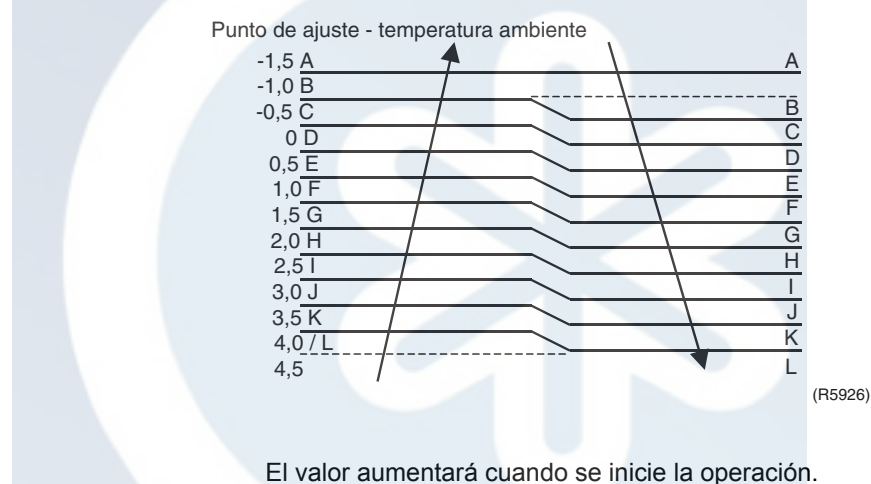 Punto de ajuste - temperatura ambiente
-1,5 A A
-1,0 B
-0,5 C B
0 D C
0,5 E D
1,0 F E
1,5 G F
2,0 H G
2,5 I H
3,0 J I
3,5 K J
4,0 / L K
4,5 L
(R5926)
El valor aumentará cuando se inicie la operación.